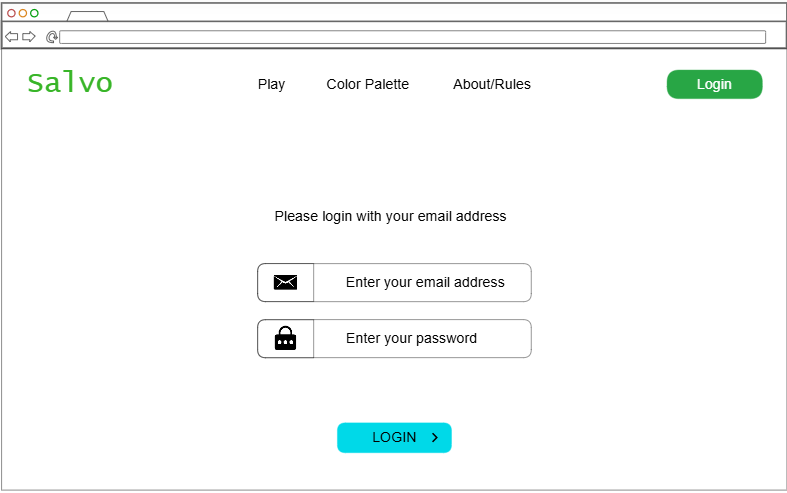 Salvo
Play
Color Palette
About/Rules
Login
Please login with your email address
Enter your email address
Enter your password
LOGIN